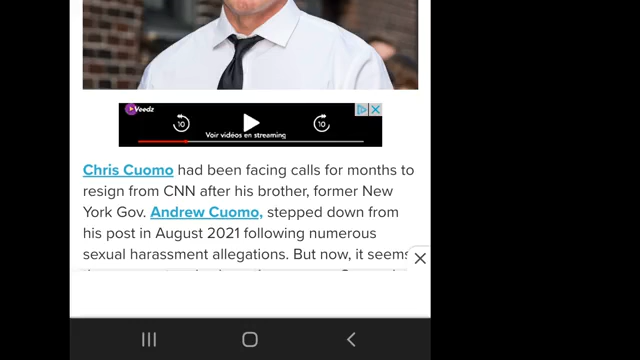 Veedz
10
10
Voir vidéos en streaming
Chris Cuomo had been facing calls for months to
resign from CNN after his brother, former New
York Gov. Andrew Cuomo, stepped down from
his post in August 2021 following numerous
sexual harassment allegations. But now, it seems